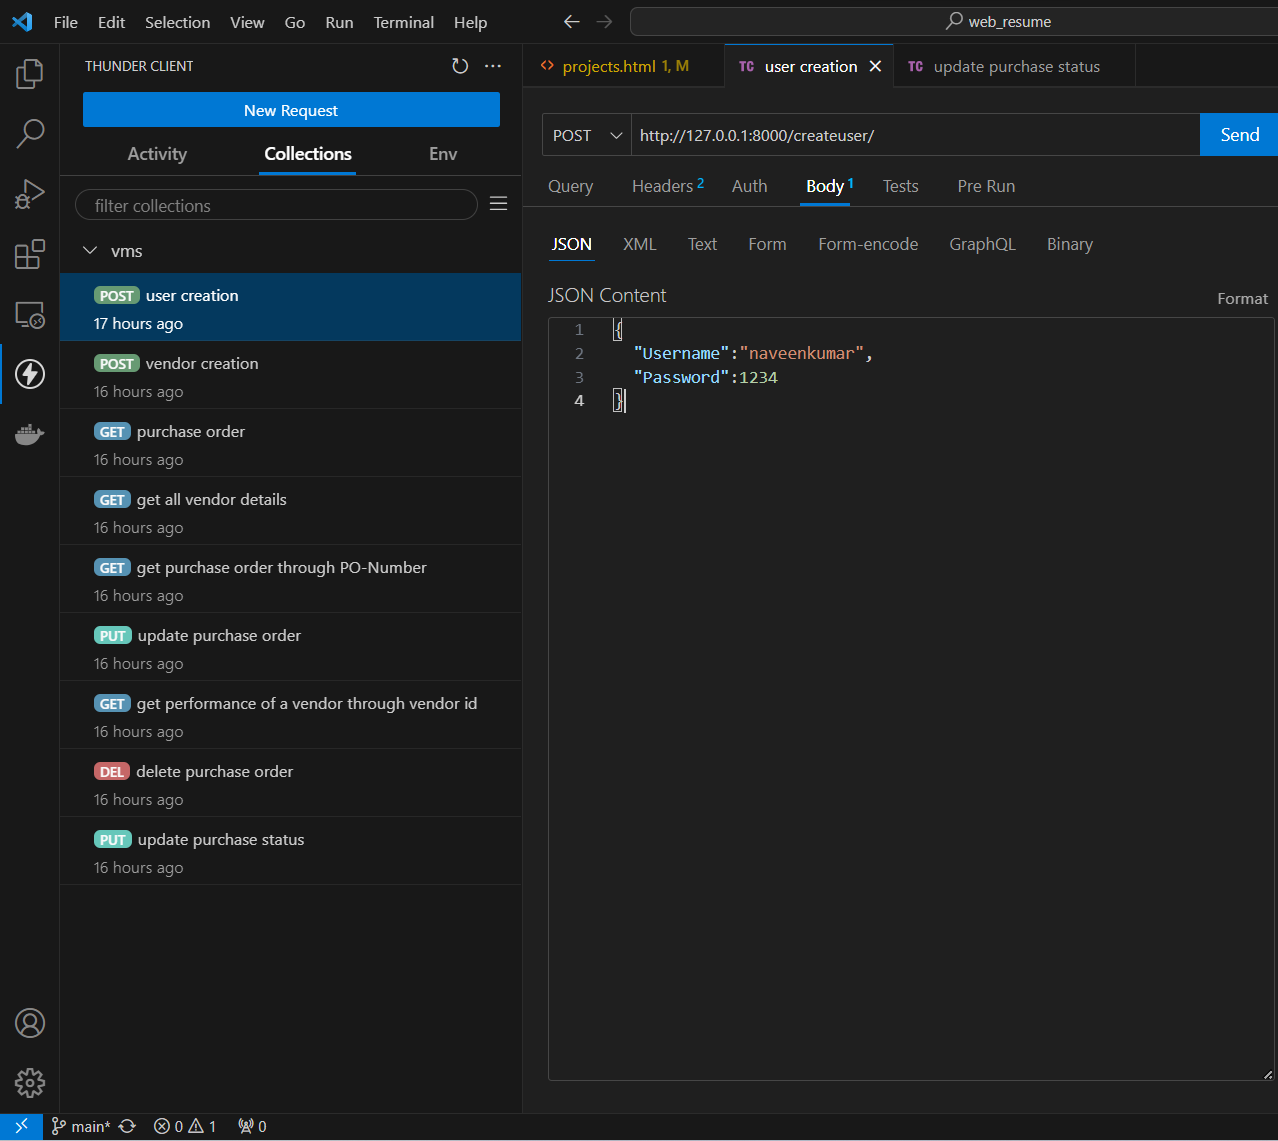 File Edit Selection View Go Run Terminal Help
web_resume
THUNDER CLIENT
New Request
Activity Collections Env
filter collections
vms
POST user creation
17 hours ago
POST vendor creation
16 hours ago
GET purchase order
16 hours ago
GET get all vendor details
16 hours ago
GET get purchase order through PO-Number
16 hours ago
PUT update purchase order
16 hours ago
GET get performance of a vendor through vendor id
16 hours ago
DEL delete purchase order
16 hours ago
PUT update purchase status
16 hours ago
projects.html 1, M
TC user creation
TC update purchase status
POST http://127.0.0.1:8000/createuser/ Send
Query Headers 2 Auth Body 1 Tests Pre Run
JSON XML Text Form Form-encode GraphQL Binary
JSON Content
Format
1 {
2 "Username":"naveenkumar",
3 "Password":1234
4 }
main* 0 1 0